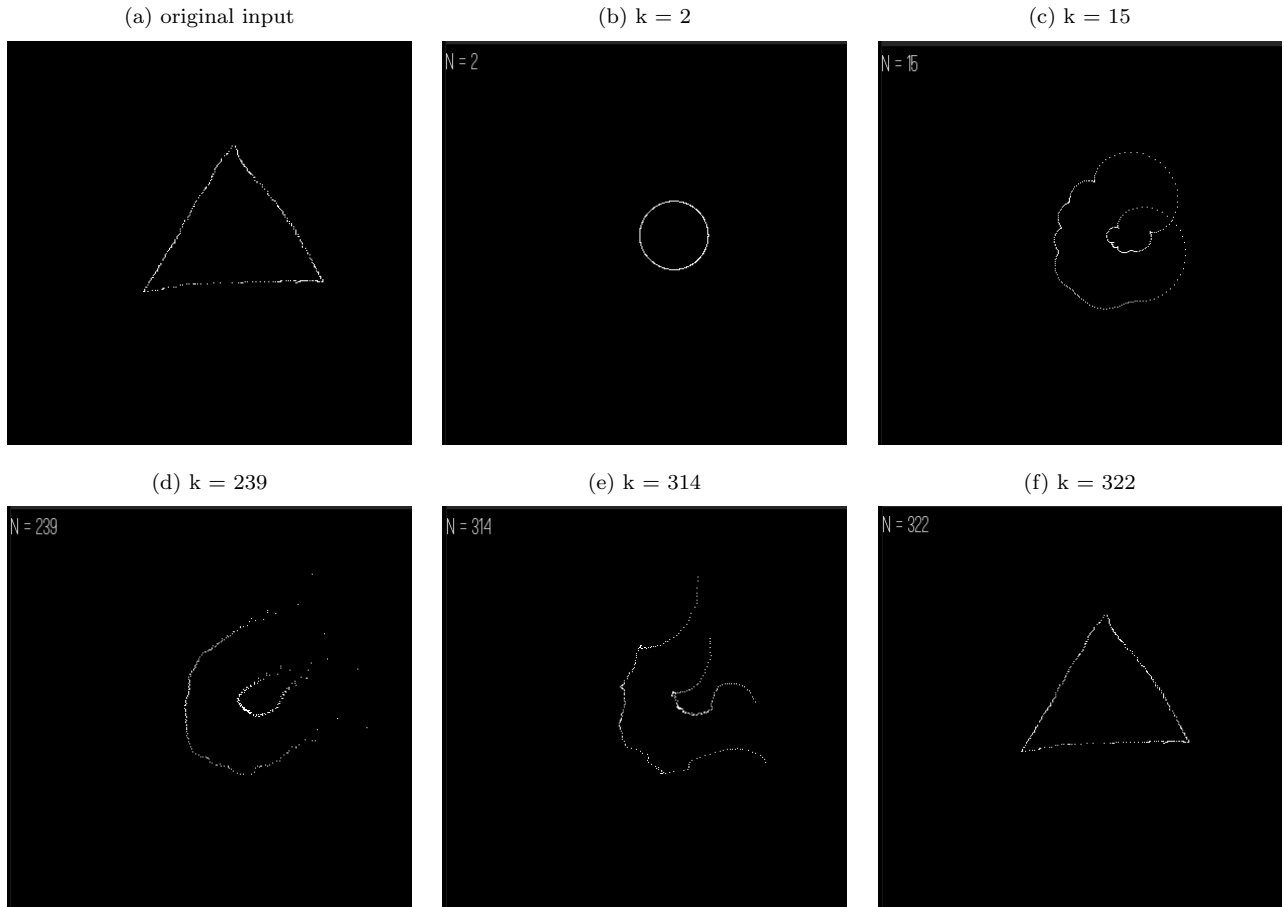 (a) original input
(b) k = 2
(c) k = 15
N = 2
N = 15
(d) k = 239
(e) k = 314
(f) k = 322
N = 239
N = 314
N = 322